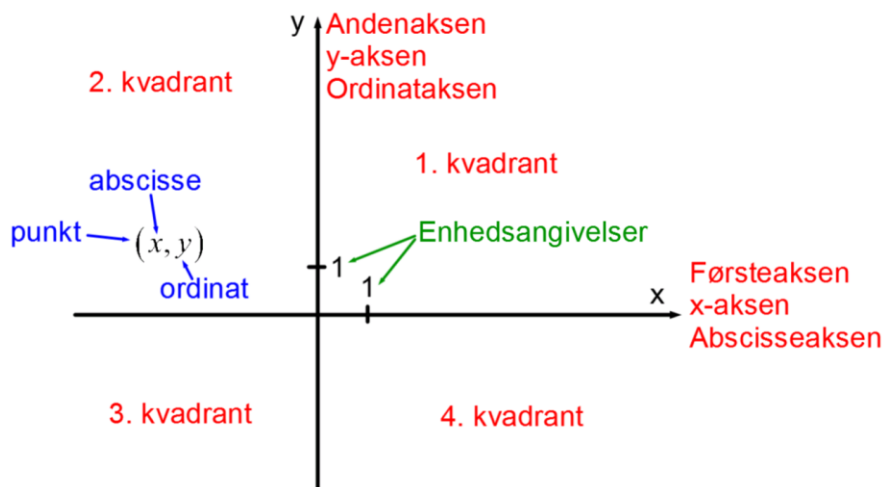 y
Andenaksen
y-aksen
Ordinataksen
2. kvadrant
1. kvadrant
abscisse
punkt
(x, y)
ordinat
Enhedsangivelser
1
1
x
Førsteaksen
x-aksen
Abscisseaksen
3. kvadrant
4. kvadrant